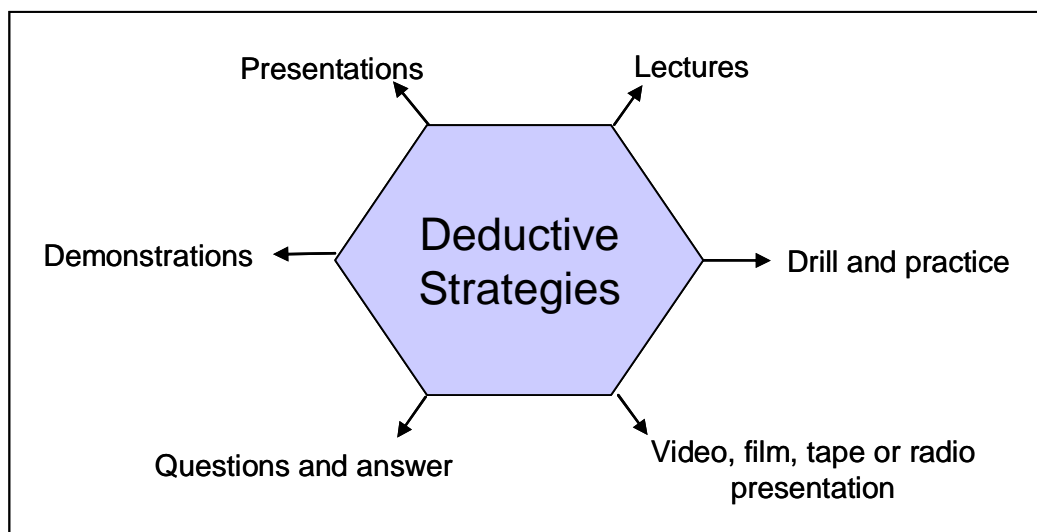 Presentations
Lectures
Deductive
Strategies
Demonstrations
Drill and practice
Questions and answer
Video, film, tape or radio
presentation